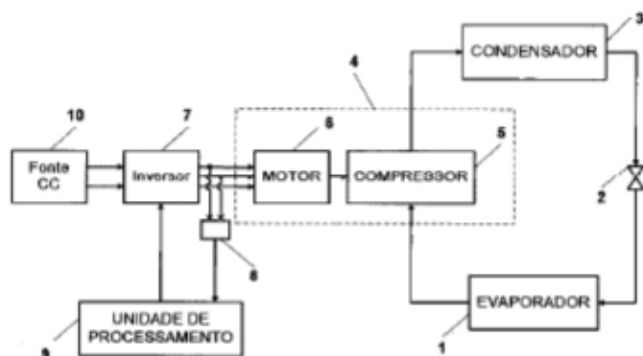 3
CONDENSADOR
4
10
7
6
5
Fonte
CC
Inversor
MOTOR
COMPRESSOR
2
8
EVAPORADOR
1
UNIDADE DE
PROCESSAMENTO
9